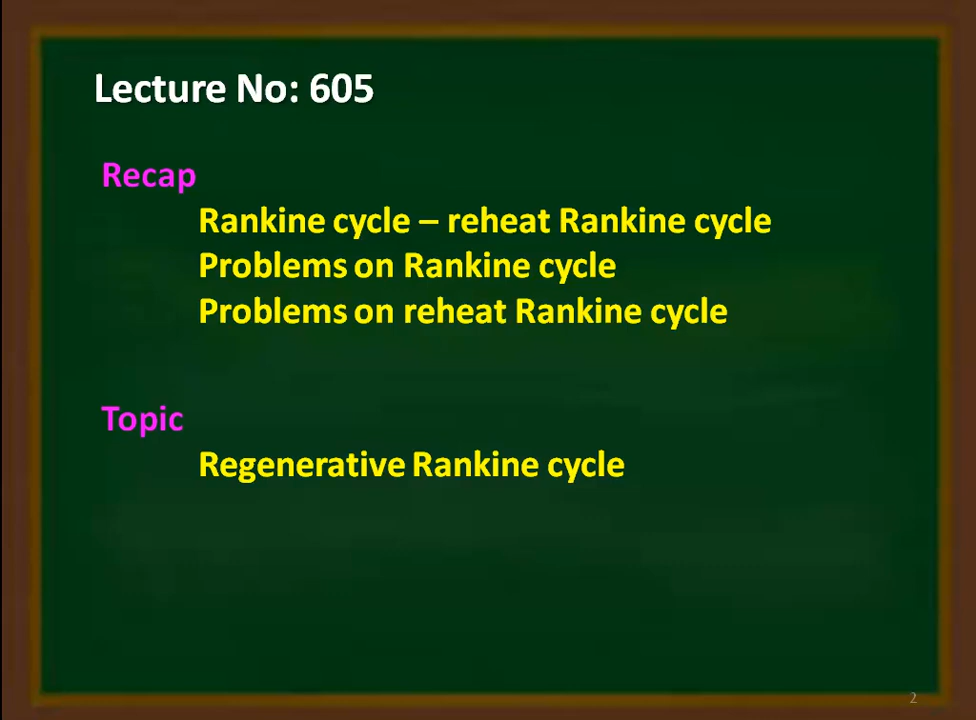 Lecture No: 605
Recap
Rankine cycle – reheat Rankine cycle
Problems on Rankine cycle
Problems on reheat Rankine cycle
Topic
Regenerative Rankine cycle
2